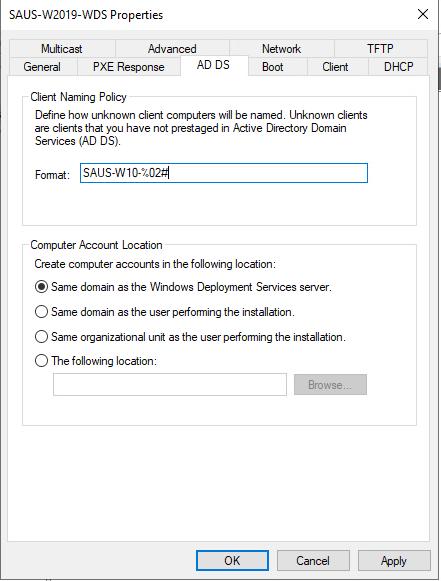 SAUS-W2019-WDS Properties
Multicast Advanced Network TFTP
General PXE Response AD DS Boot Client DHCP
Client Naming Policy
Define how unknown client computers will be named. Unknown clients
are clients that you have not prestaged in Active Directory Domain
Services (AD DS).
Format: SAUS-W10-%02#
Computer Account Location
Create computer accounts in the following location:
Same domain as the Windows Deployment Services server.
Same domain as the user performing the installation.
Same organizational unit as the user performing the installation.
The following location:
Browse...
OK Cancel Apply